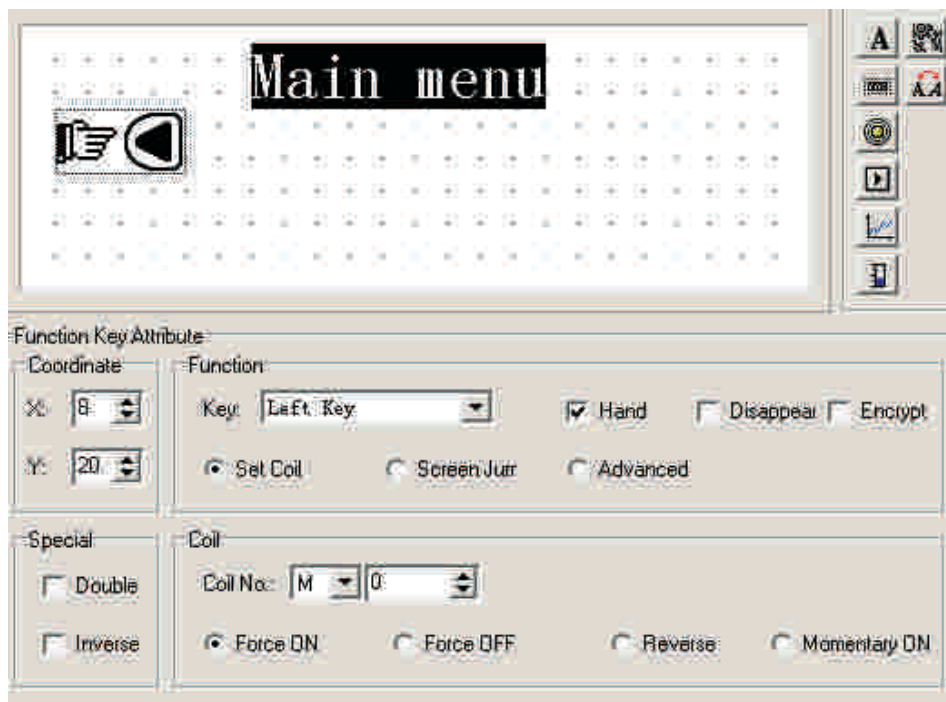 Main menu
Function Key Attribute
Coordinate
Function
X: 8
Key: Left Key
Hand
Disappear
Encrypt
Y: 20
Set Coil
Screen Jum
Advanced
Special
Coil
Double
Coil No.: M 0
Inverse
Force ON
Force OFF
Reverse
Momentary ON